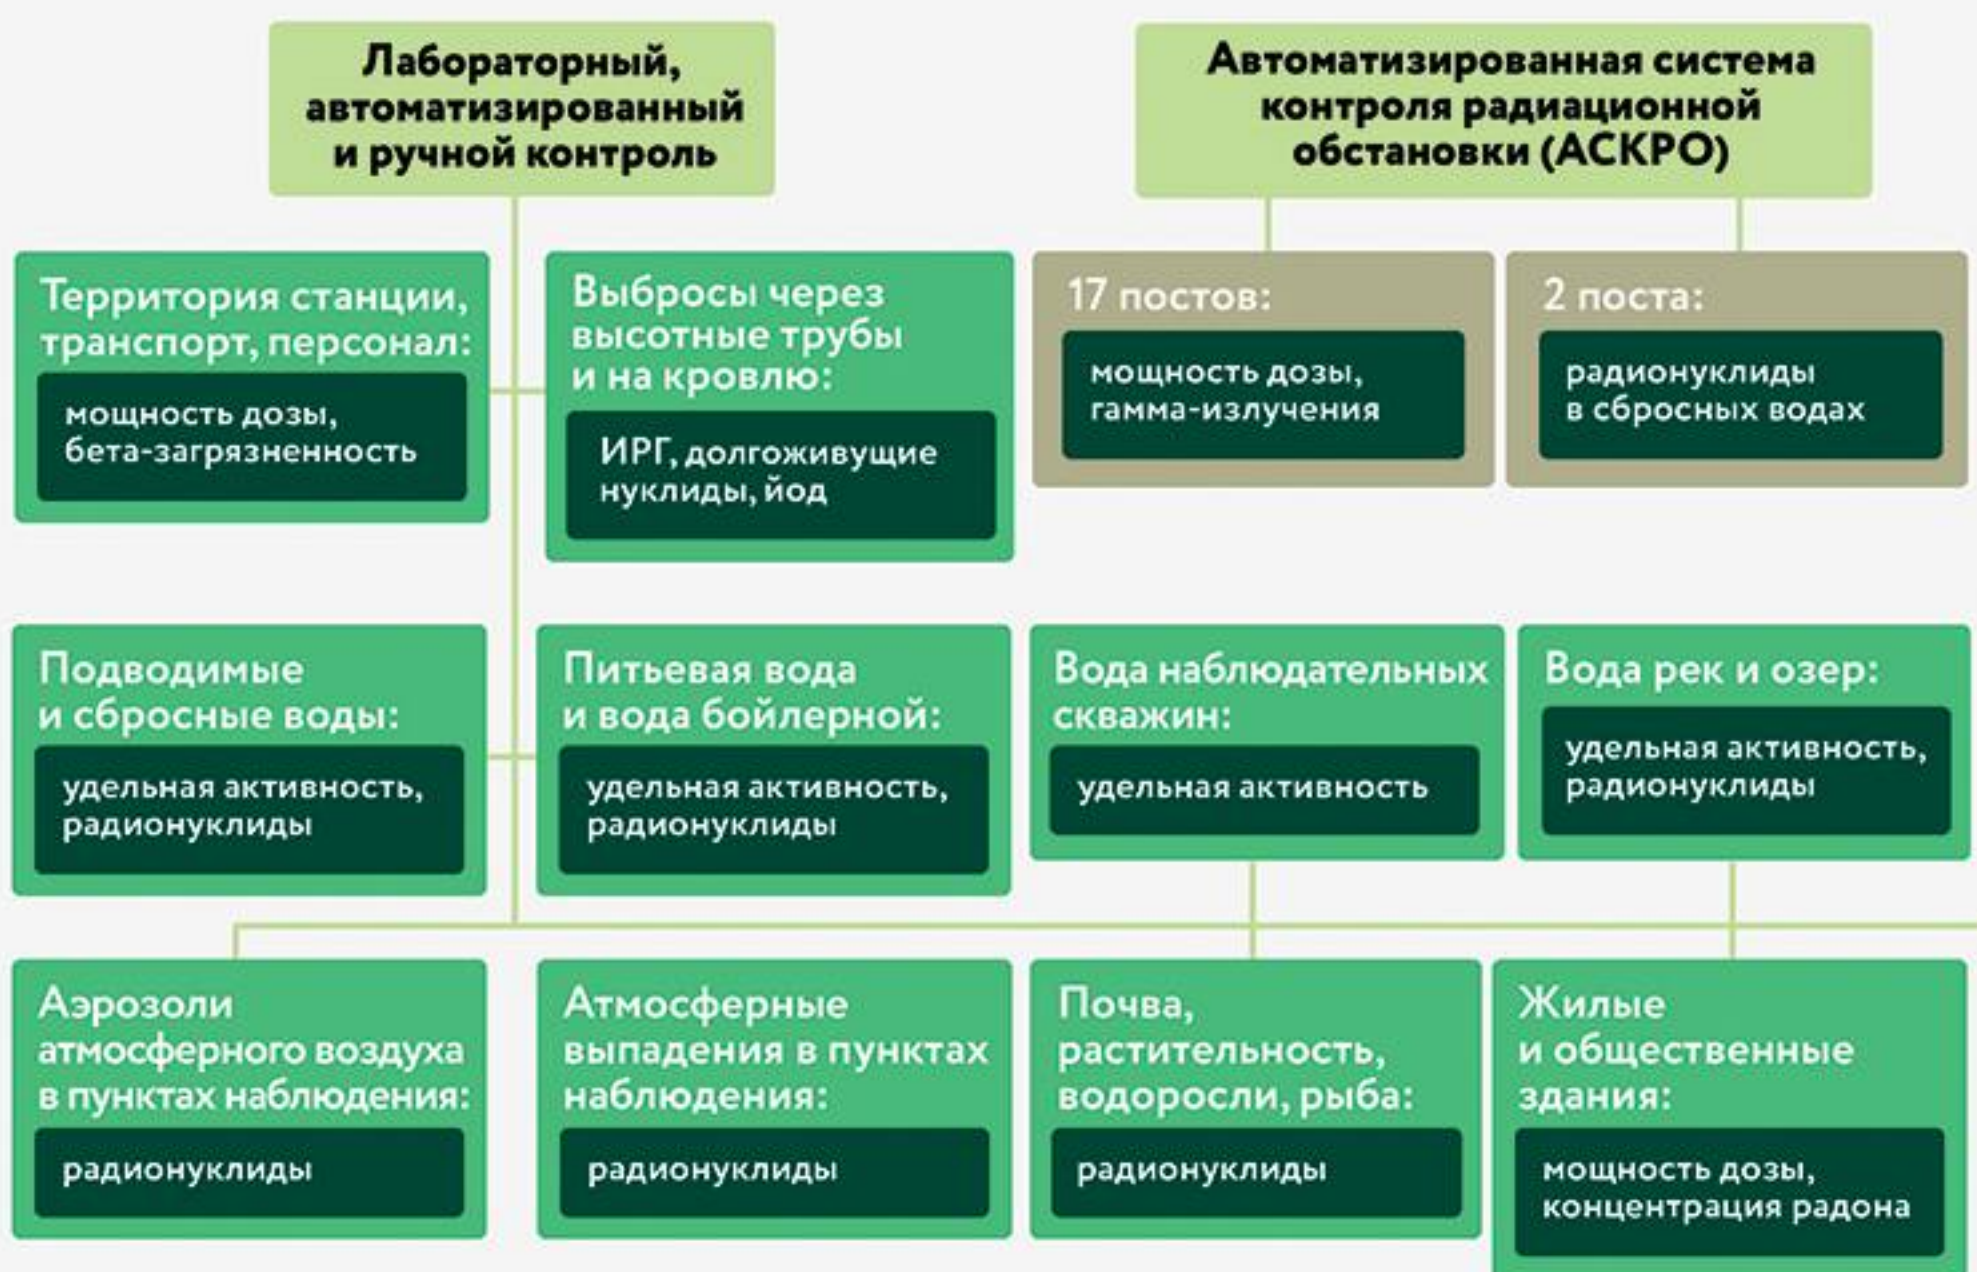 Лабораторный,
автоматизированный
и ручной контроль
Автоматизированная система
контроля радиационной
обстановки (АСКРО)
Территория станции,
транспорт, персонал:
мощность дозы,
бета-загрязненность
Выбросы через
высотные трубы
и на кровлю:
ИРГ, долгоживущие
нуклиды, йод
17 постов:
мощность дозы,
гамма-излучения
2 поста:
радионуклиды
в сбросных водах
Подводимые
и сбросные воды:
удельная активность,
радионуклиды
Питьевая вода
и вода бойлерной:
удельная активность,
радионуклиды
Вода наблюдательных
скважин:
удельная активность
Вода рек и озер:
удельная активность,
радионуклиды
Аэрозоли
атмосферного воздуха
в пунктах наблюдения:
радионуклиды
Атмосферные
выпадения в пунктах
наблюдения:
радионуклиды
Почва,
растительность,
водоросли, рыба:
радионуклиды
Жилые
и общественные
здания:
мощность дозы,
концентрация радона